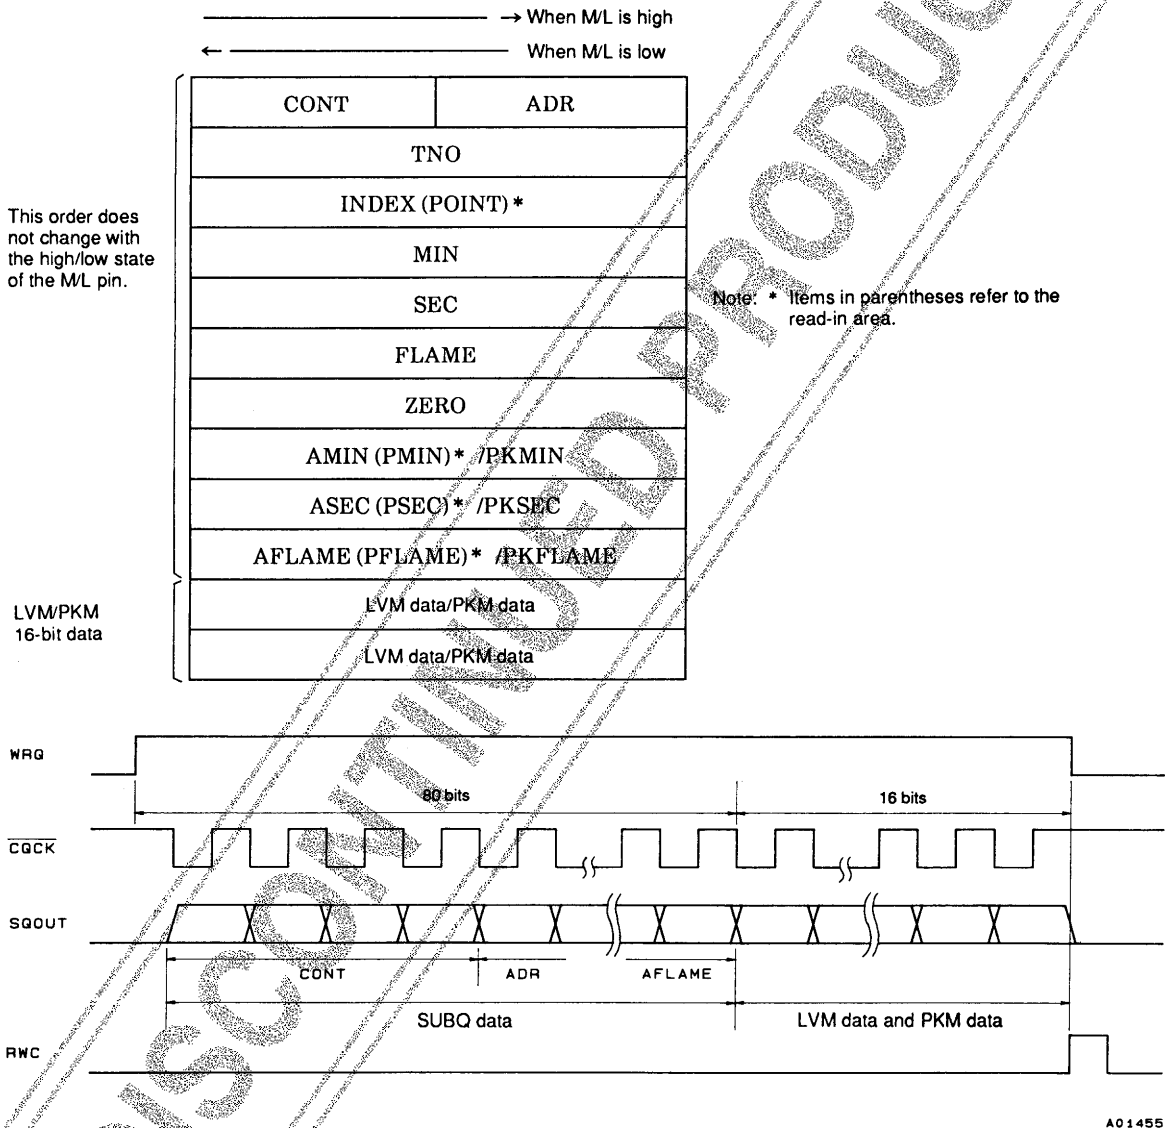 → When M/L is high
← When M/L is low
CONT ADR
TNO
INDEX (POINT) *
MIN
SEC
FLAME
ZERO
AMIN (PMIN) * /PKMIN
ASEC (PSEC) * /PKSEC
AFLAME (PFLAME) * /PKFLAME
LVM data/PKM data
LVM data/PKM data
This order does
not change with
the high/low state
of the M/L pin.
LVM/PKM
16-bit data
Note: * Items in parentheses refer to the
read-in area.
WRQ
80 bits
16 bits
CQCK
SQOUT
CONT
ADR
AFLAME
SUBQ data
LVM data and PKM data
RWC
A01455
DISCONTINUED PRODUC